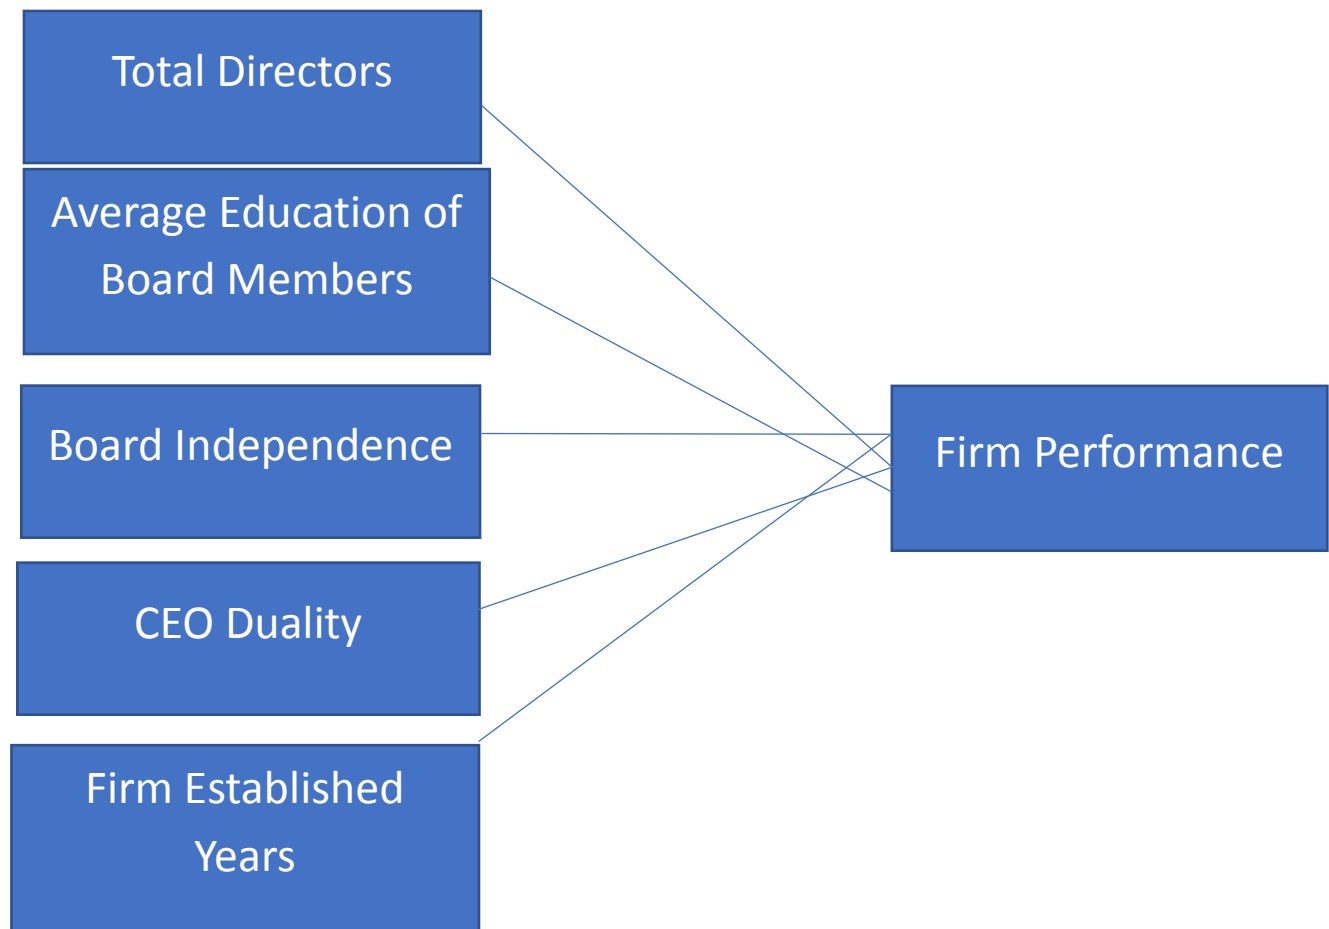 Total Directors
Average Education of
Board Members
Board Independence
Firm Performance
CEO Duality
Firm Established
Years